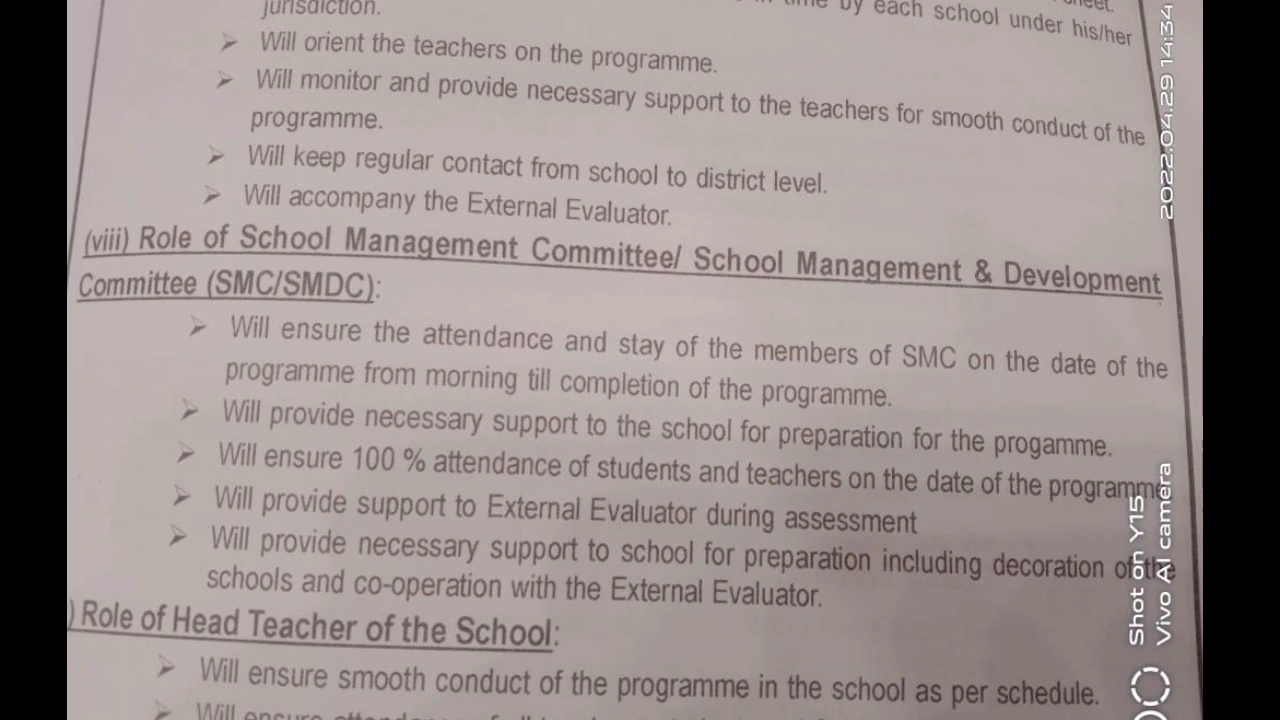 time by each school under his/her
jurisdiction.
➢ Will orient the teachers on the programme.
➢ Will monitor and provide necessary support to the teachers for smooth conduct of the
programme.
➢ Will keep regular contact from school to district level.
➢ Will accompany the External Evaluator.
(viii) Role of School Management Committee/ School Management & Development
Committee (SMC/SMDC):
➢ Will ensure the attendance and stay of the members of SMC on the date of the
programme from morning till completion of the programme.
➢ Will provide necessary support to the school for preparation for the progamme.
➢ Will ensure 100 % attendance of students and teachers on the date of the programme
➢ Will provide support to External Evaluator during assessment
➢ Will provide necessary support to school for preparation including decoration of the
schools and co-operation with the External Evaluator.
) Role of Head Teacher of the School:
➢ Will ensure smooth conduct of the programme in the school as per schedule.
➢ Will ensure
2022.04.29 14:34
Shot on Y15
Vivo AI camera